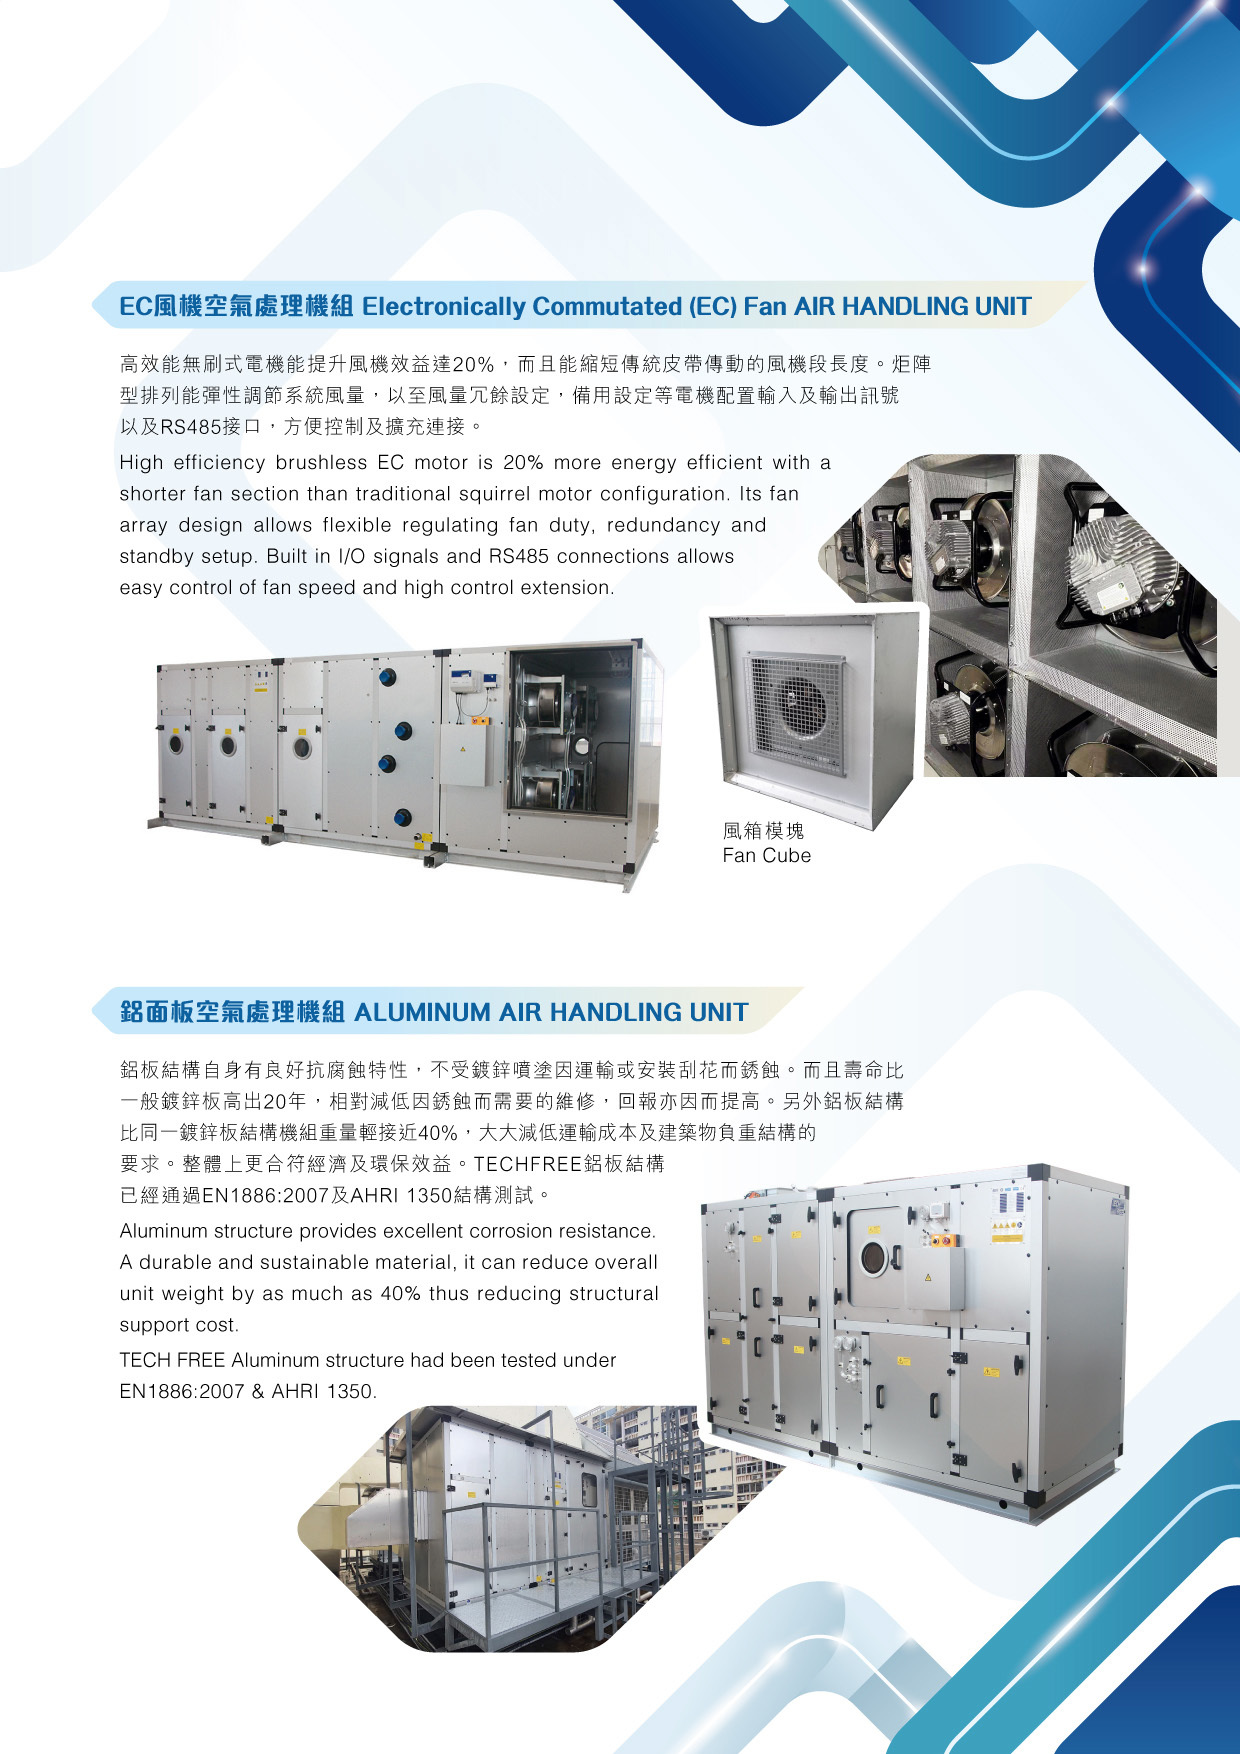 EC風機空氣處理機組 Electronically Commutated (EC) Fan AIR HANDLING UNIT
高效能無刷式電機能提升風機效益達20%，而且能縮短傳統皮帶傳動的風機段長度。炬陣
型排列能彈性調節系統風量，以至風量冗餘設定，備用設定等電機配置輸入及輸出訊號
以及RS485接口，方便控制及擴充連接。
High efficiency brushless EC motor is 20% more energy efficient with a
shorter fan section than traditional squirrel motor configuration. Its fan
array design allows flexible regulating fan duty, redundancy and
standby setup. Built in I/O signals and RS485 connections allows
easy control of fan speed and high control extension.
風箱模塊
Fan Cube
鋁面板空氣處理機組 ALUMINUM AIR HANDLING UNIT
鋁板結構自身有良好抗腐蝕特性，不受鍍鋅噴塗因運輸或安裝刮花而銹蝕。而且壽命比
一般鍍鋅板高出20年，相對減低因銹蝕而需要的維修，回報亦因而提高。另外鋁板結構
比同一鍍鋅板結構機組重量輕接近40%，大大減低運輸成本及建築物負重結構的
要求。整體上更合符經濟及環保效益。TECHFREE鋁板結構
已經通過EN1886:2007及AHRI 1350結構測試。
Aluminum structure provides excellent corrosion resistance.
A durable and sustainable material, it can reduce overall
unit weight by as much as 40% thus reducing structural
support cost.
TECH FREE Aluminum structure had been tested under
EN1886:2007 & AHRI 1350.